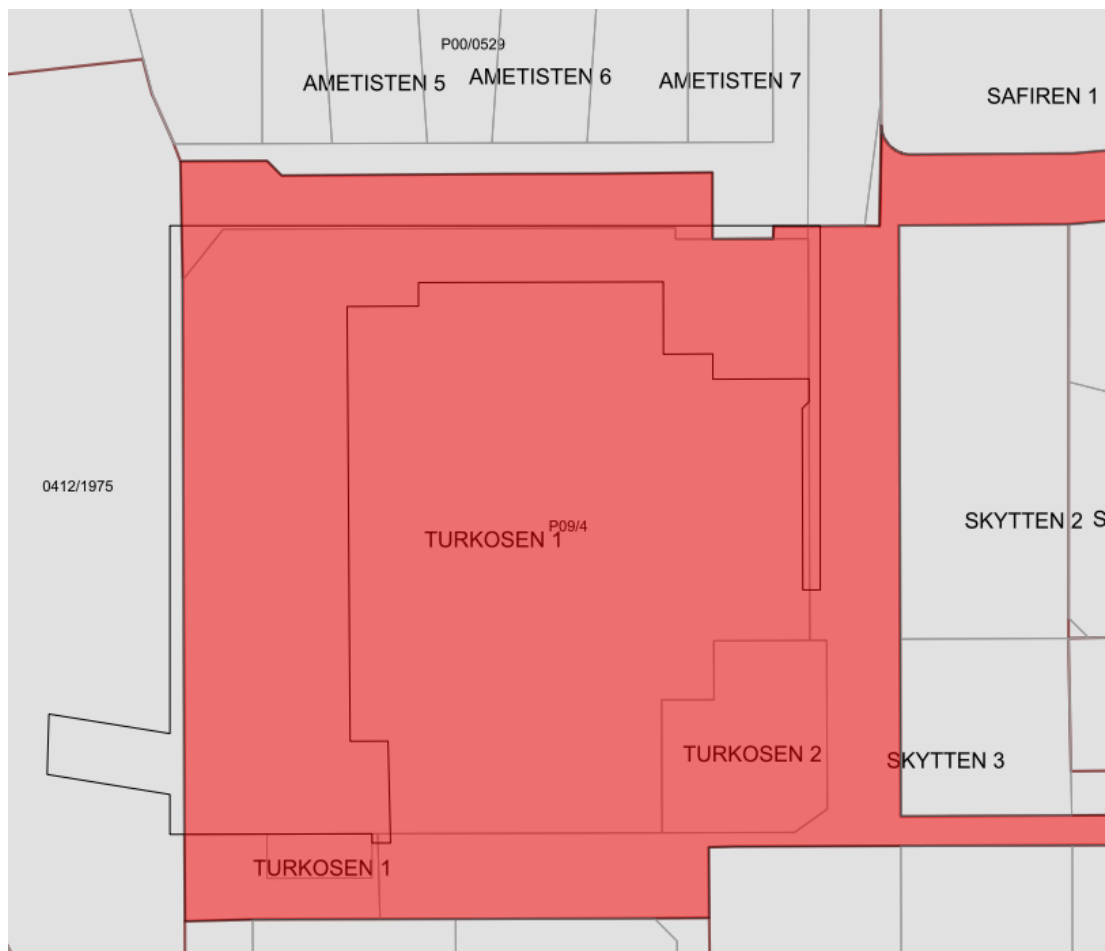 P00/0529
AMETISTEN 5
AMETISTEN 6
AMETISTEN 7
SAFIREN 1
0412/1975
P09/4
TURKOSEN 1
SKYTTEN 2
S
TURKOSEN 2
SKYTTEN 3
TURKOSEN 1